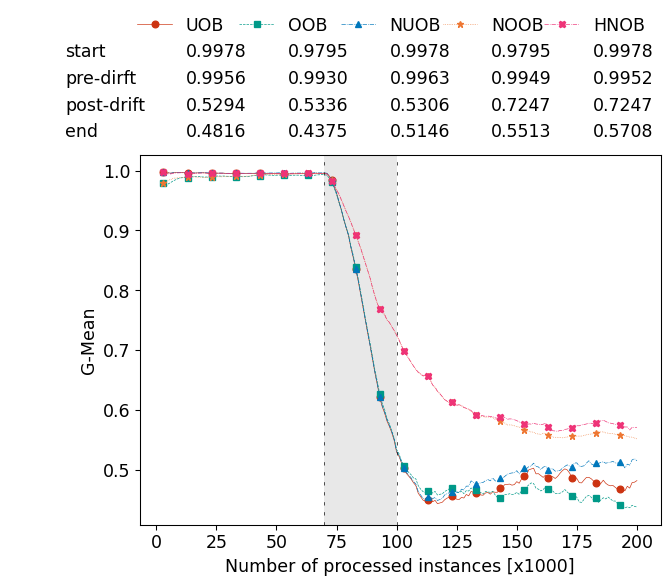 UOB OOB NUOB NOOB HNOB
start 0.9978 0.9795 0.9978 0.9795 0.9978
pre-dirft 0.9956 0.9930 0.9963 0.9949 0.9952
post-drift 0.5294 0.5336 0.5306 0.7247 0.7247
end 0.4816 0.4375 0.5146 0.5513 0.5708
1.0
0.9
0.8
0.7
0.6
0.5
G-Mean
0 25 50 75 100 125 150 175 200
Number of processed instances [x1000]